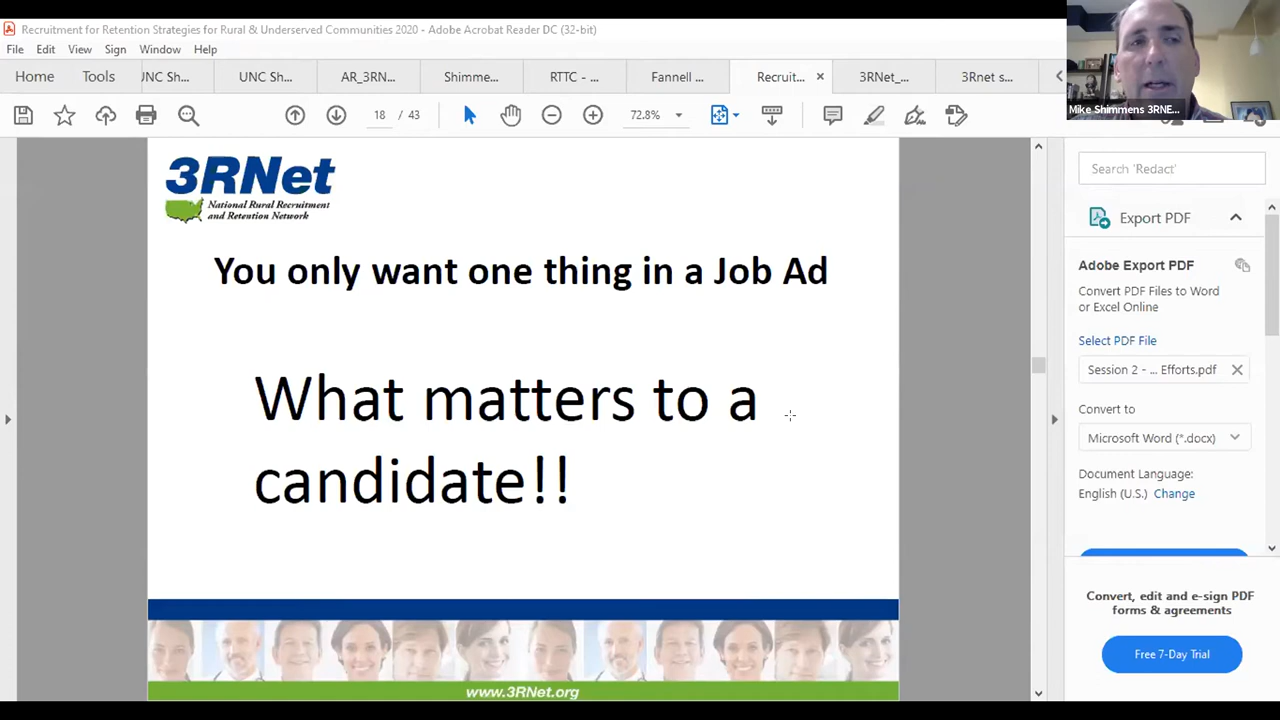 Recruitment for Retention Strategies for Rural & Underserved Communities 2020 - Adobe Acrobat Reader DC (32-bit)
File Edit View Sign Window Help
Home Tools UNC Sh... UNC Sh... AR_3RN... Shimme... RTTC - ... Fannell ... Recruit... × 3RNet_... 3Rnet s...
Mike Shimmens 3RNE...
/ 43 72.8%
3RNet
National Rural Recruitment
and Retention Network
You only want one thing in a Job Ad
What matters to a
candidate!!
www.3RNet.org
Search 'Redact'
Export PDF
Adobe Export PDF
Convert PDF Files to Word
or Excel Online
Select PDF File
Session 2 - ... Efforts.pdf
Convert to
Microsoft Word (*.docx)
Document Language:
English (U.S.) Change
Convert, edit and e-sign PDF
forms & agreements
Free 7-Day Trial